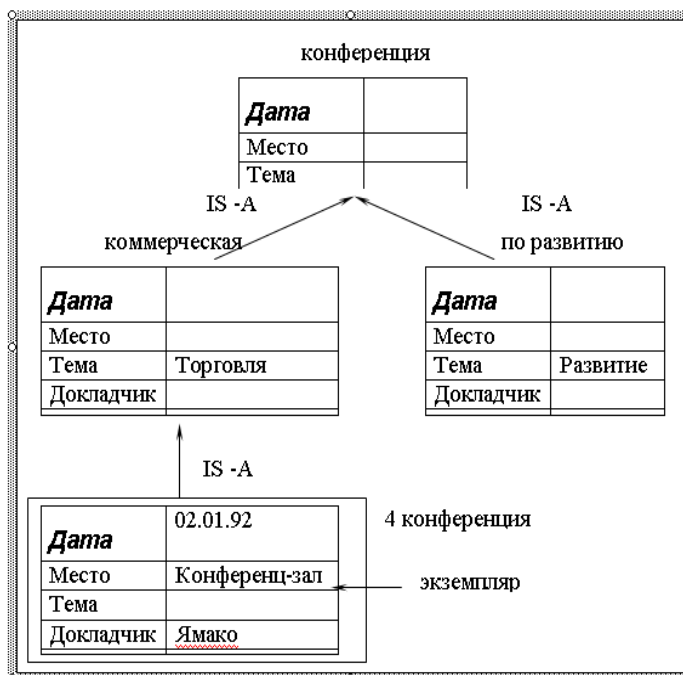 конференция
Дата
Место
Тема
IS -A IS -A
коммерческая по развитию
Дата Дата
Место Место
Тема Торговля Тема Развитие
Докладчик Докладчик
IS -A
02.01.92 4 конференция
Дата
Место Конференц-зал экземпляр
Тема
Докладчик Ямако